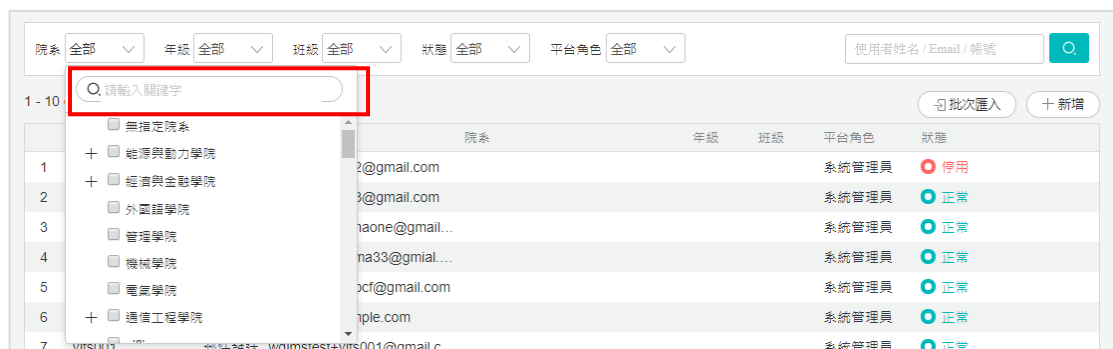 院系 全部 年級 全部 班級 全部 狀態 全部 平台角色 全部 使用者姓名 / Email / 帳號
請輸入關鍵字
1 - 10 批次匯入 新增
院系 年級 班級 平台角色 狀態
無指定院系
能源與動力學院
1 2@gmail.com 系統管理員 停用
經濟與金融學院
2 3@gmail.com 系統管理員 正常
外國語學院
3 naone@gmail... 系統管理員 正常
管理學院
4 ma33@gmial.... 系統管理員 正常
機械學院
5 ocf@gmail.com 系統管理員 正常
電氣學院
6 nple.com 系統管理員 正常
通信工程學院
7 系統管理員 正常